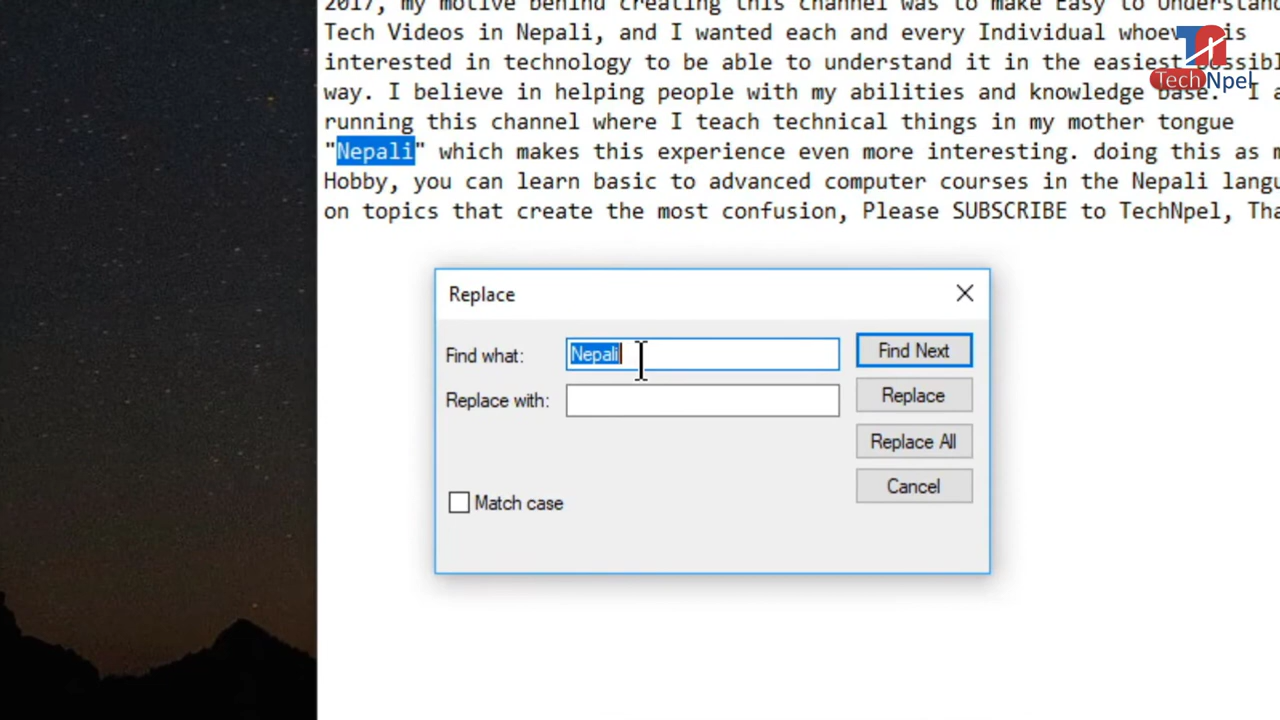 2017, my motive behind creating this channel was to make Easy to Understand
Tech Videos in Nepali, and I wanted each and every Individual is
interested in technology to be able to understand it in the easiest
way. I believe in helping people with my abilities and knowledge base. I
running this channel where I teach technical things in my mother tongue
"Nepali" which makes this experience even more interesting. doing this as
Hobby, you can learn basic to advanced computer courses in the Nepali
on topics that create the most confusion, Please SUBSCRIBE to TechNpel,
TechNpel
Replace
Find what: Nepali Find Next
Replace with: Replace
Replace All
Cancel
Match case